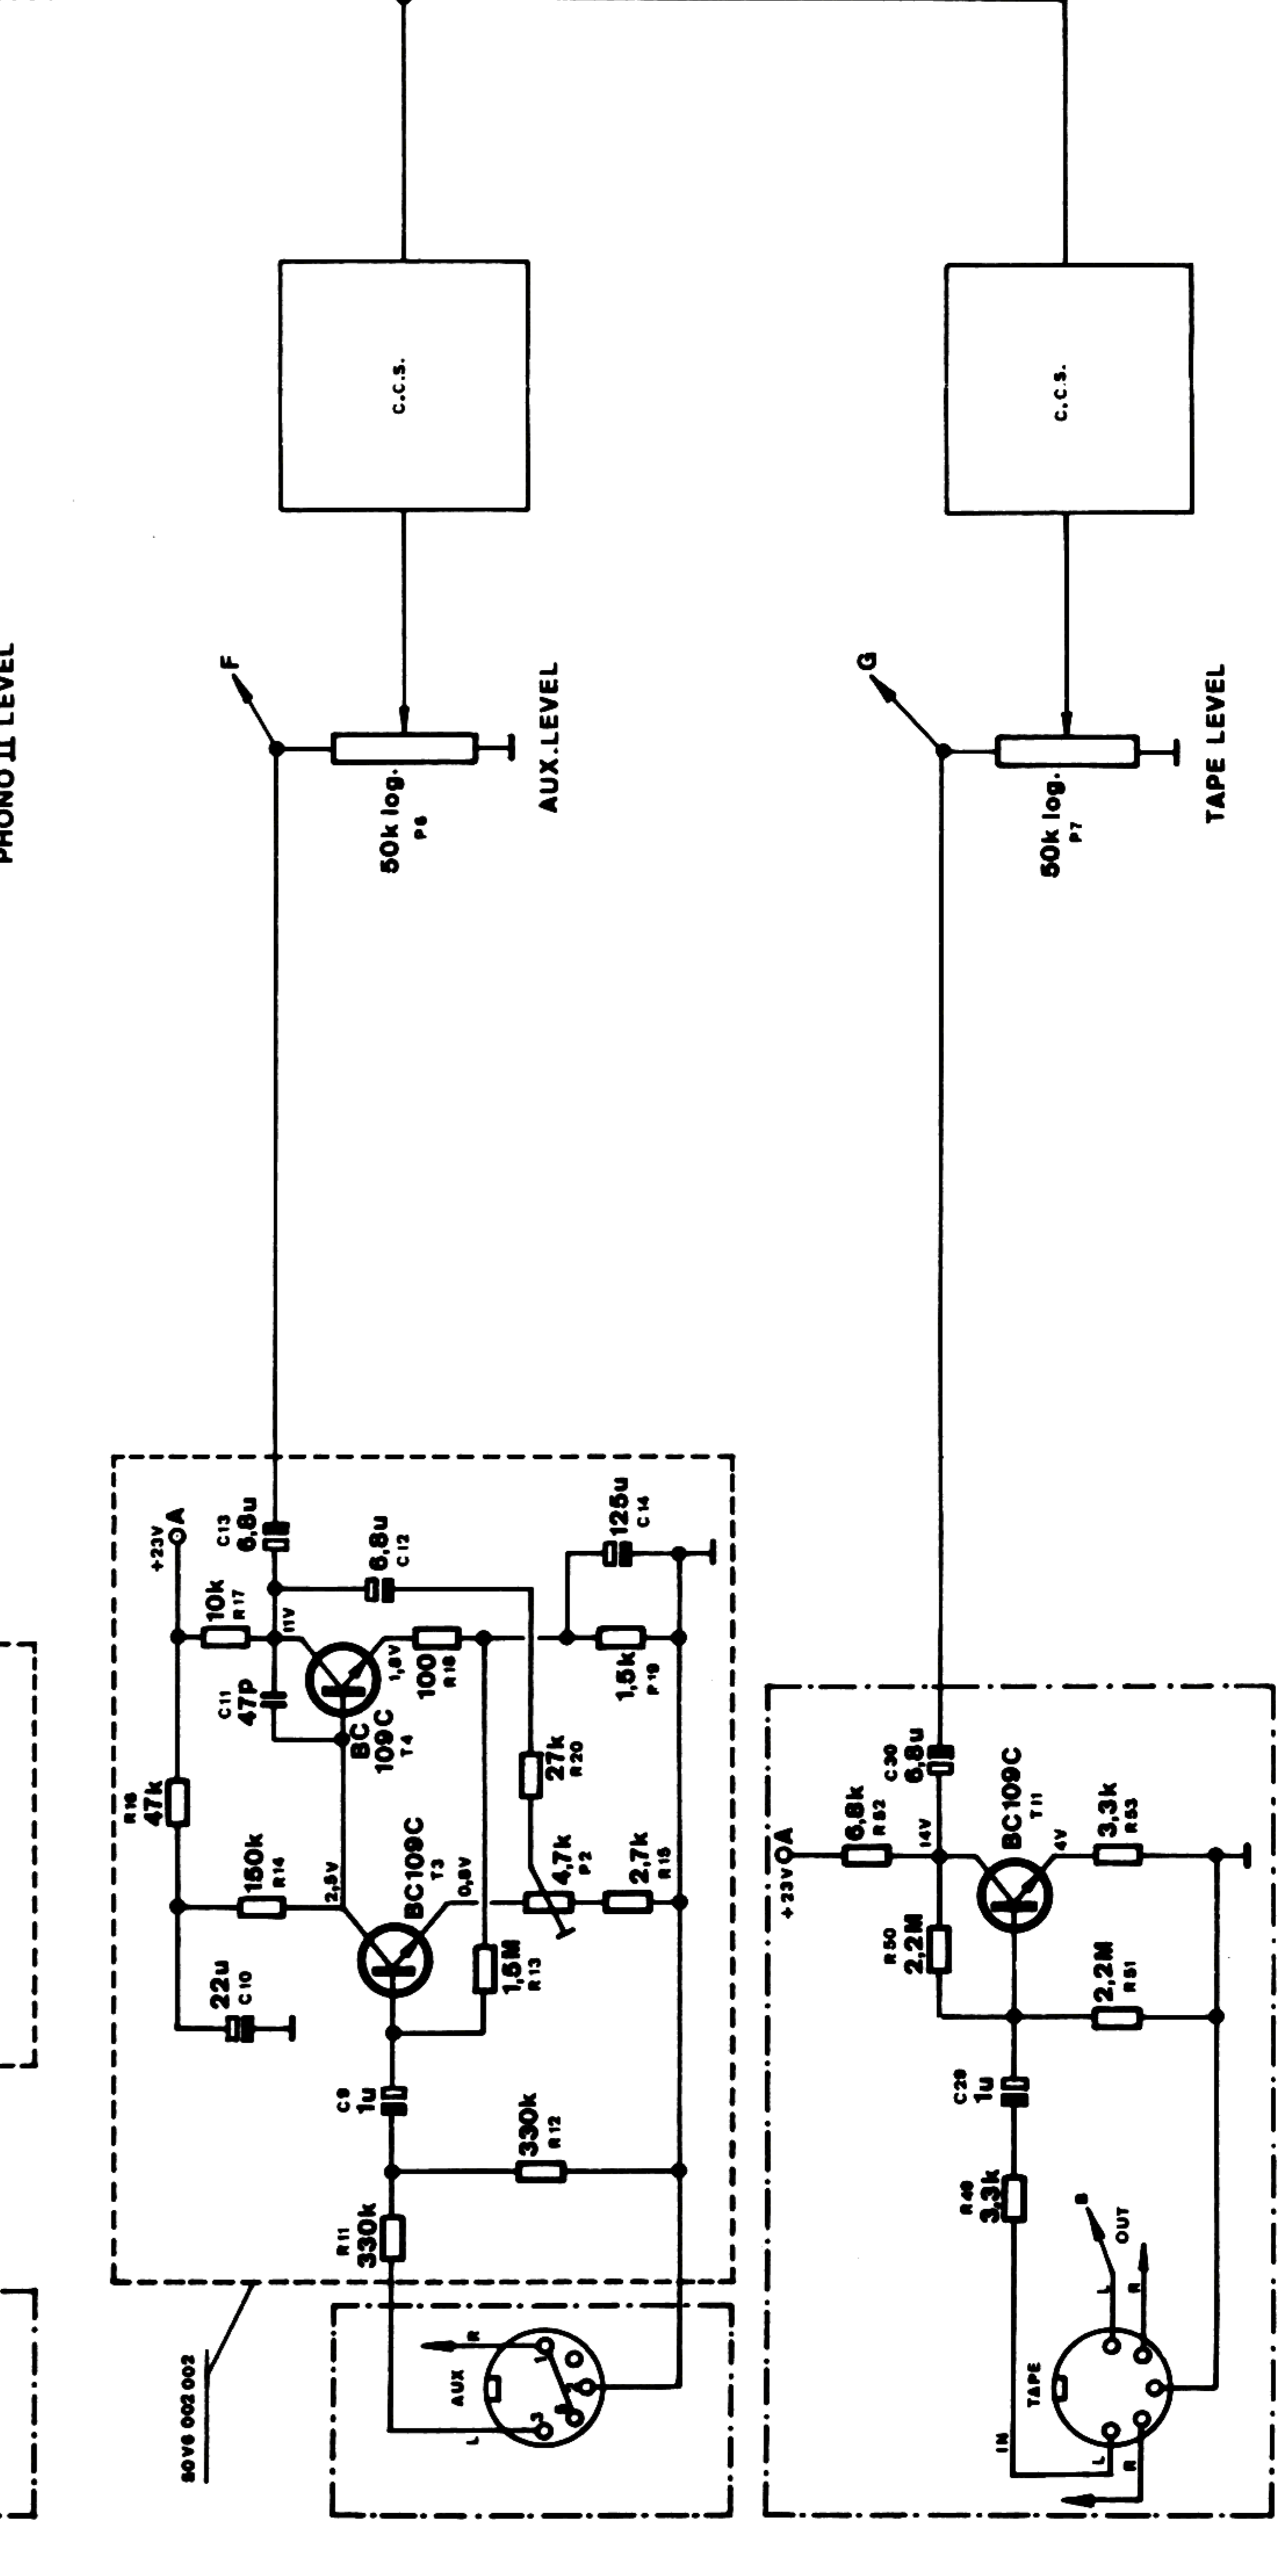 PHONO II LEVEL
C.C.S.
C.C.S.
F
50k log.
P6
AUX.LEVEL
G
50k log.
P7
TAPE LEVEL
SOV6 002 002
+23V
A
R16
47k
10k
R17
C13
6,8u
11V
C11
47P
6,8u
C12
BC
109C
T4
1,8V
100
R18
125u
C14
1,5k
27k
R20
22u
C10
150k
R14
2,5V
BC109C
T3
0,8V
4,7k
P2
2,7k
R15
1,5M
R13
C9
1u
330k
R12
R11
330k
AUX
L
R
1
2
3
+23V
A
6,8k
R52
C30
6,8u
14V
BC109C
T11
4V
3,3k
R53
R50
2,2M
2,2M
R51
C29
1u
R49
3,3k
TAPE
IN
L
R
L
R
OUT